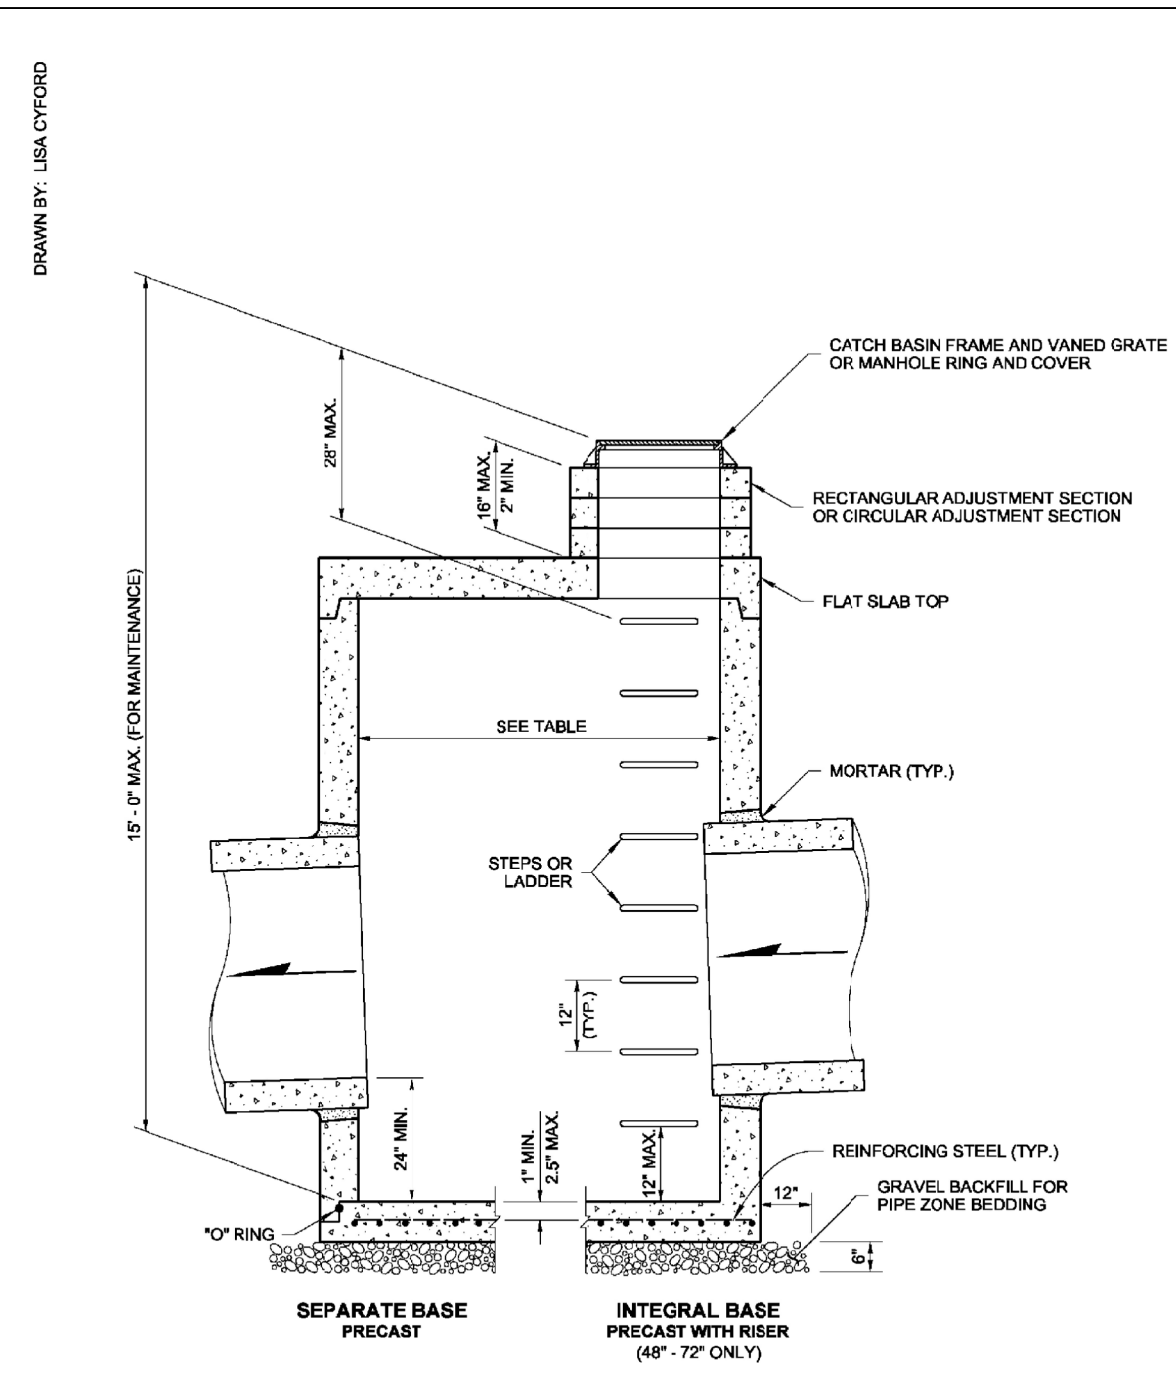 DRAWN BY: LISA CYFORD
CATCH BASIN FRAME AND VANED GRATE
OR MANHOLE RING AND COVER
28" MAX.
16" MAX.
2" MIN.
RECTANGULAR ADJUSTMENT SECTION
OR CIRCULAR ADJUSTMENT SECTION
FLAT SLAB TOP
15' - 0" MAX. (FOR MAINTENANCE)
SEE TABLE
MORTAR (TYP.)
STEPS OR
LADDER
12"
(TYP.)
24" MIN.
1" MIN.
2.5" MAX.
12" MAX.
REINFORCING STEEL (TYP.)
12"
GRAVEL BACKFILL FOR
PIPE ZONE BEDDING
"O" RING
6"
SEPARATE BASE
PRECAST
INTEGRAL BASE
PRECAST WITH RISER
(48" - 72" ONLY)